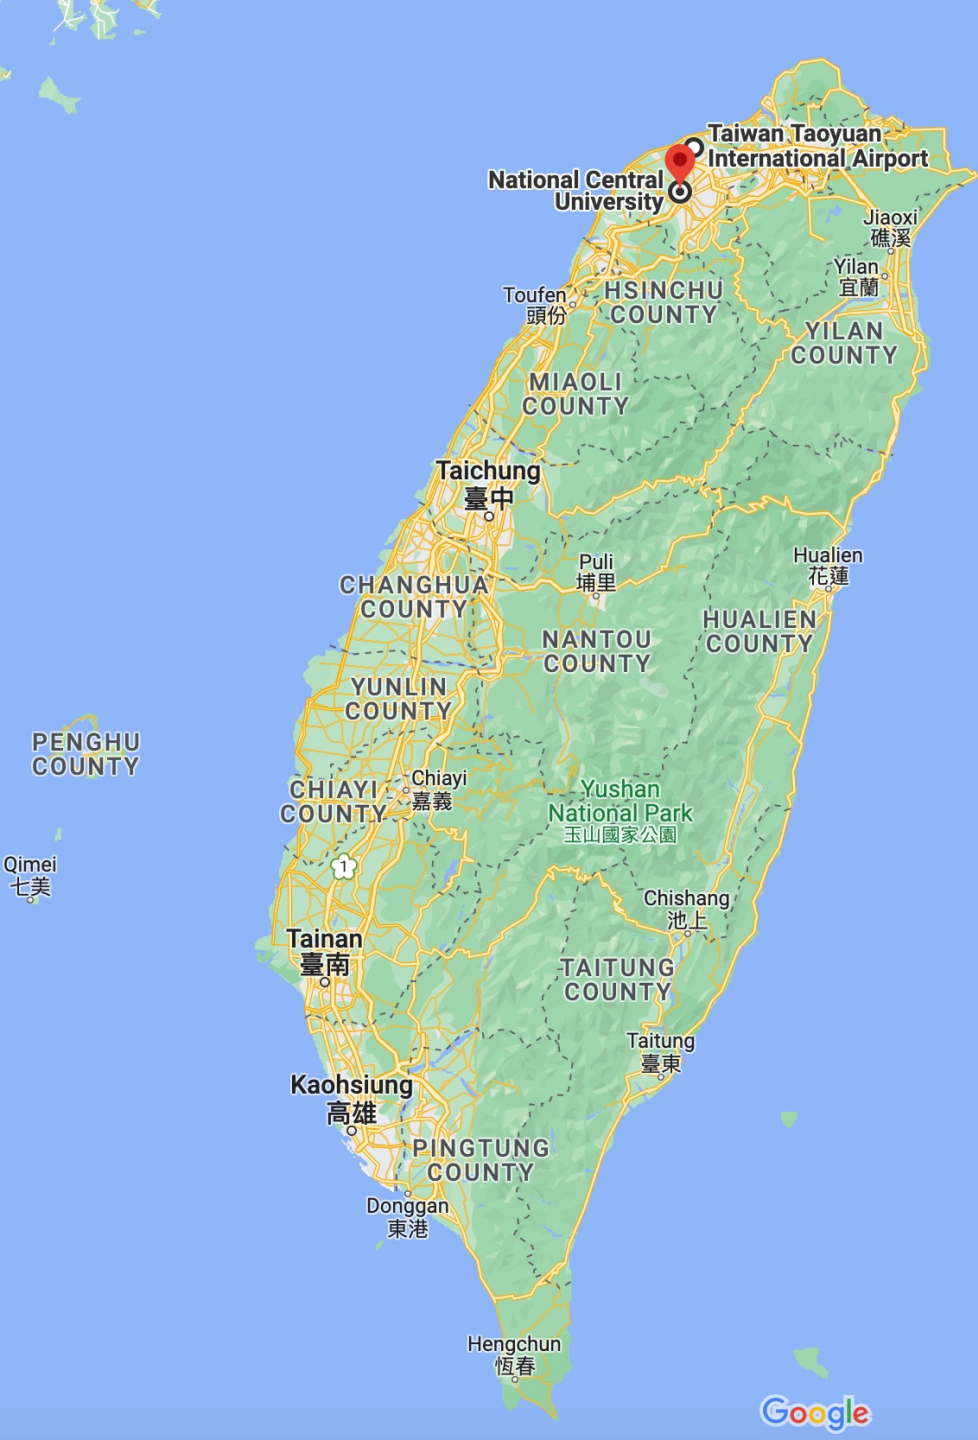 Taiwan Taoyuan
International Airport
National Central
University
Jiaoxi
礁溪
Yilan
宜蘭
Toufen
頭份
HSINCHU
COUNTY
YILAN
COUNTY
MIAOLI
COUNTY
Taichung
臺中
Puli
埔里
Hualien
花蓮
CHANGHUA
COUNTY
HUALIEN
COUNTY
NANTOU
COUNTY
YUNLIN
COUNTY
PENGHU
COUNTY
Chiayi
嘉義
CHIAYI
COUNTY
Yushan
National Park
玉山國家公園
1
Qimei
七美
Chishang
池上
Tainan
臺南
TAITUNG
COUNTY
Taitung
臺東
Kaohsiung
高雄
PINGTUNG
COUNTY
Donggan
東港
Hengchun
恆春
Google